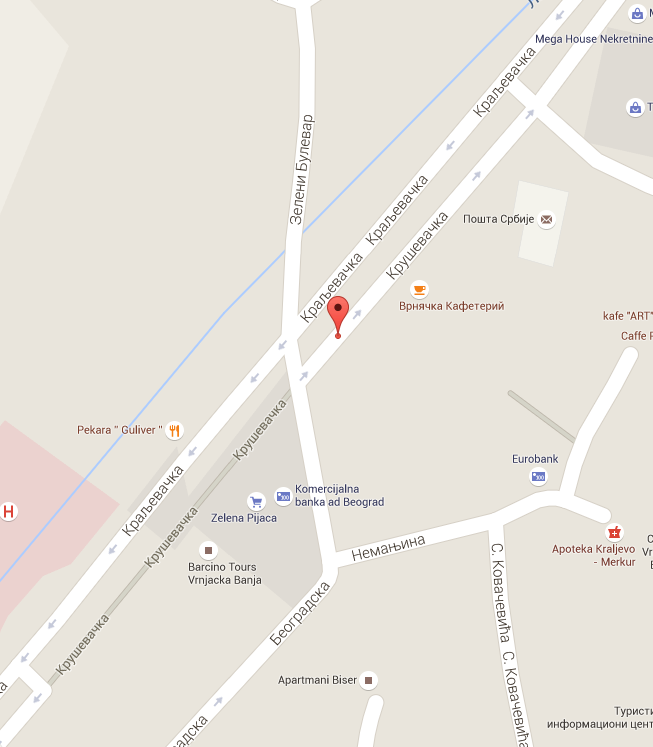 M
Mega House Nekretnine
Краљевачка
T
Зелени Булевар
Краљевачка
Пошта Србије
Крушевачка
Краљевачка
Врнячка Кафетерий
kafe "ART"
Caffe P
Крушевачка
Pekara " Guliver "
Eurobank
Краљевачка
Komercijalna
banka ad Beograd
Zelena Pijaca
H
Крушевачка
Немањина
Apoteka Kraljevo
- Merkur
Barcino Tours
Vrnjacka Banja
С. Ковачевића
Београдска
Крушевачка
С. Ковачевића
Apartmani Biser
Београдска
Туристи
информациони цент